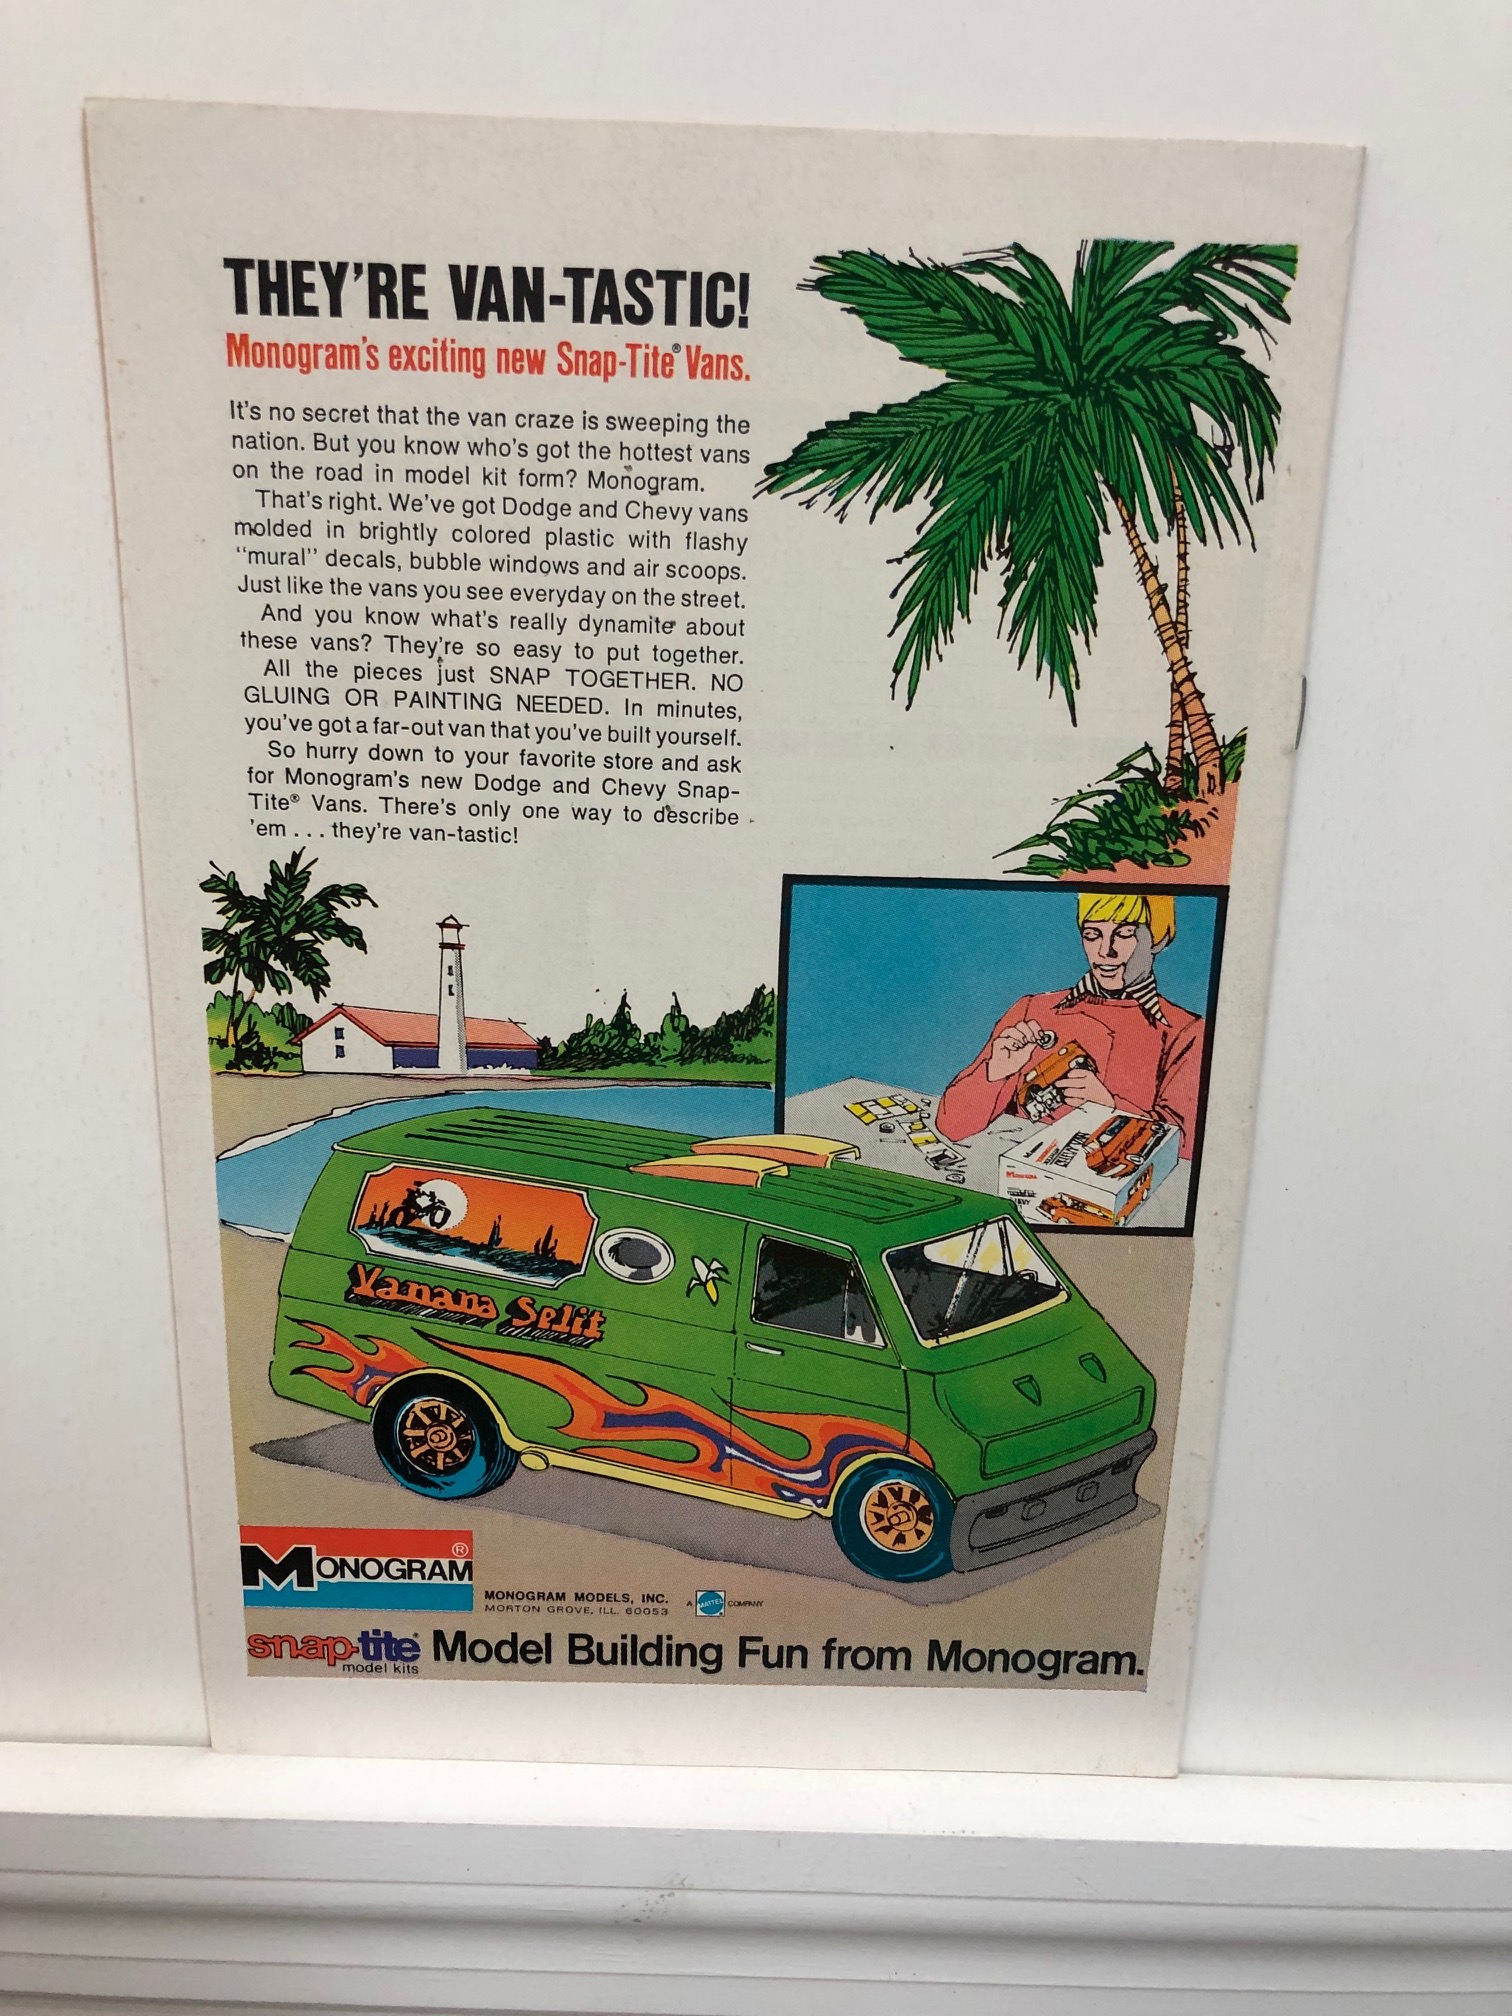 THEY'RE VAN-TASTIC!
Monogram's exciting new Snap-Tite® Vans.
It's no secret that the van craze is sweeping the
nation. But you know who's got the hottest vans
on the road in model kit form? Monogram.
That's right. We've got Dodge and Chevy vans
molded in brightly colored plastic with flashy
"mural" decals, bubble windows and air scoops.
Just like the vans you see everyday on the street.
And you know what's really dynamite about
these vans? They're so easy to put together.
All the pieces just SNAP TOGETHER. NO
GLUING OR PAINTING NEEDED. In minutes,
you've got a far-out van that you've built yourself.
So hurry down to your favorite store and ask
for Monogram's new Dodge and Chevy Snap-
Tite® Vans. There's only one way to describe
'em . . . they're van-tastic!
Vanana Split
MONOGRAM®
MONOGRAM MODELS, INC.
MORTON GROVE, ILL. 60053
A MATTEL COMPANY
snap-tite® Model Building Fun from Monogram.
model kits